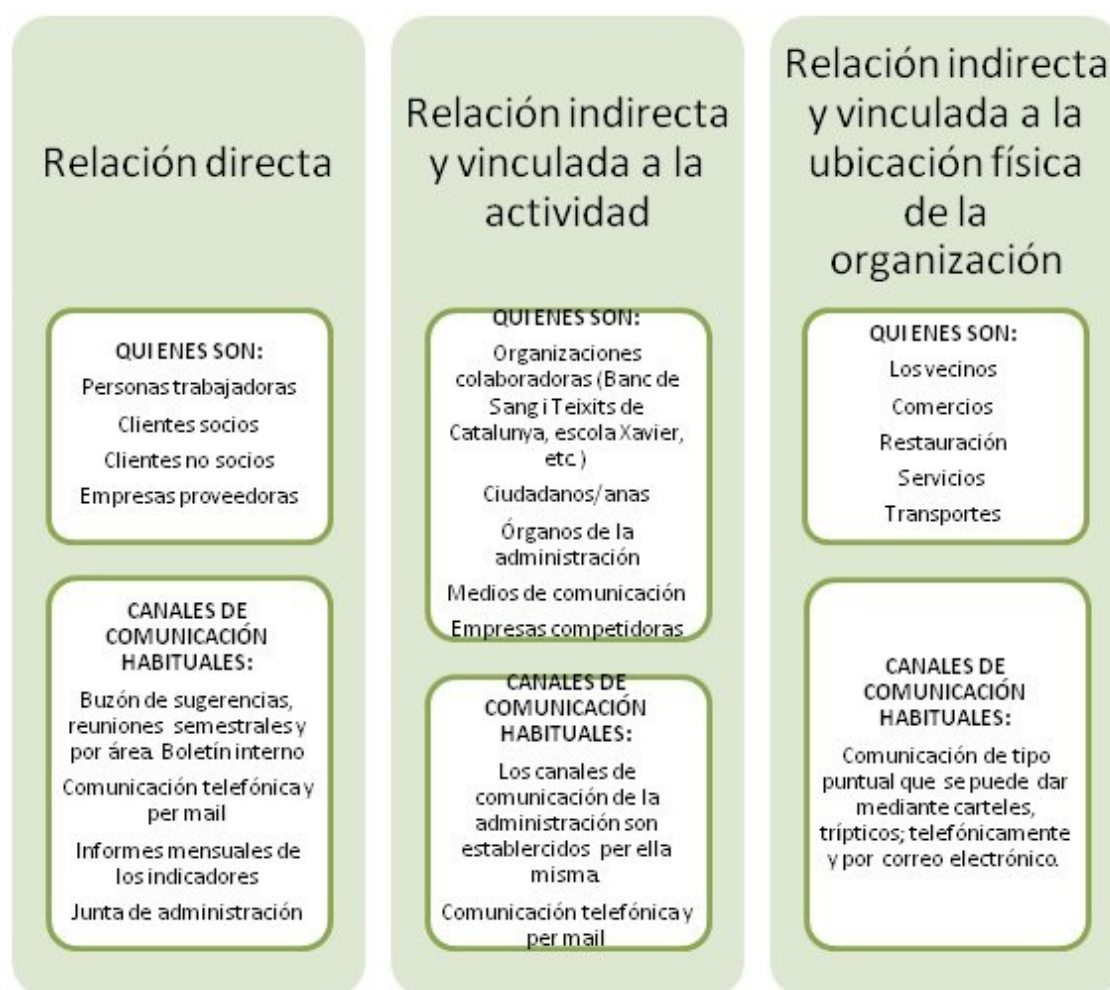 Relación directa
QUIENES SON:
Personas trabajadoras
Clientes socios
Clientes no socios
Empresas proveedoras
CANALES DE
COMUNICACIÓN
HABITUALES:
Buzón de sugerencias,
reuniones semestrales y
por área. Boletín interno
Comunicación telefónica y
per mail
Informes mensuales de
los indicadores
Junta de administración
Relación indirecta
y vinculada a la
actividad
QUIENES SON:
Organizaciones
colaboradoras (Banc de
Sang i Teixits de
Catalunya, escola Xavier,
etc.)
Ciudadanos/anas
Órganos de la
administración
Medios de comunicación
Empresas competidoras
CANALES DE
COMUNICACIÓN
HABITUALES:
Los canales de
comunicación de la
administración son
establercidos per ella
misma.
Comunicación telefónica y
per mail
Relación indirecta
y vinculada a la
ubicación física
de la
organización
QUIENES SON:
Los vecinos
Comercios
Restauración
Servicios
Transportes
CANALES DE
COMUNICACIÓN
HABITUALES:
Comunicación de tipo
puntual que se puede dar
mediante carteles,
trípticos; telefónicamente
y por correo electrónico.